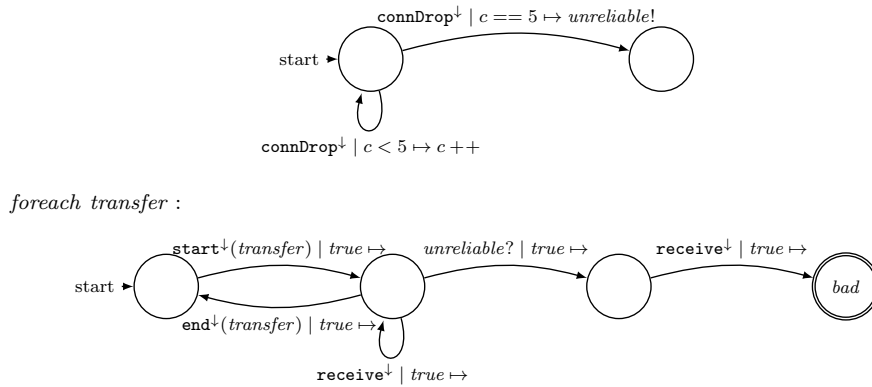 connDrop↓ | c == 5 ↦ unreliable!
start
connDrop↓ | c < 5 ↦ c ++
foreach transfer :
start↓(transfer) | true ↦ unreliable? | true ↦ receive↓ | true ↦
start bad
end↓(transfer) | true ↦
receive↓ | true ↦